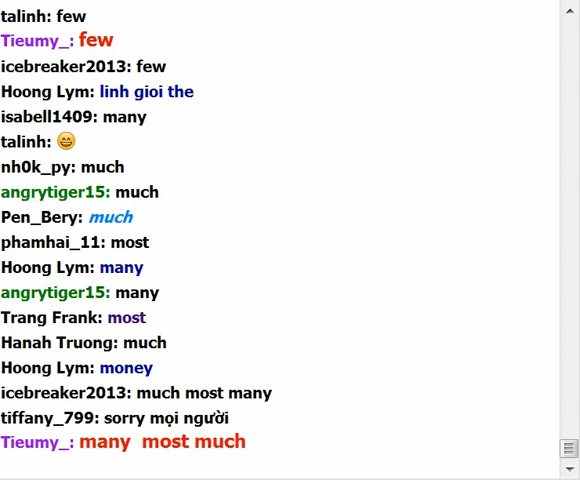 talinh: few
Tieumy_: few
icebreaker2013: few
Hoong Lym: linh gioi the
isabell1409: many
talinh: 😄
nh0k_py: much
angrytiger15: much
Pen_Bery: much
phamhai_11: most
Hoong Lym: many
angrytiger15: many
Trang Frank: most
Hanah Truong: much
Hoong Lym: money
icebreaker2013: much most many
tiffany_799: sorry mọi người
Tieumy_: many  most much